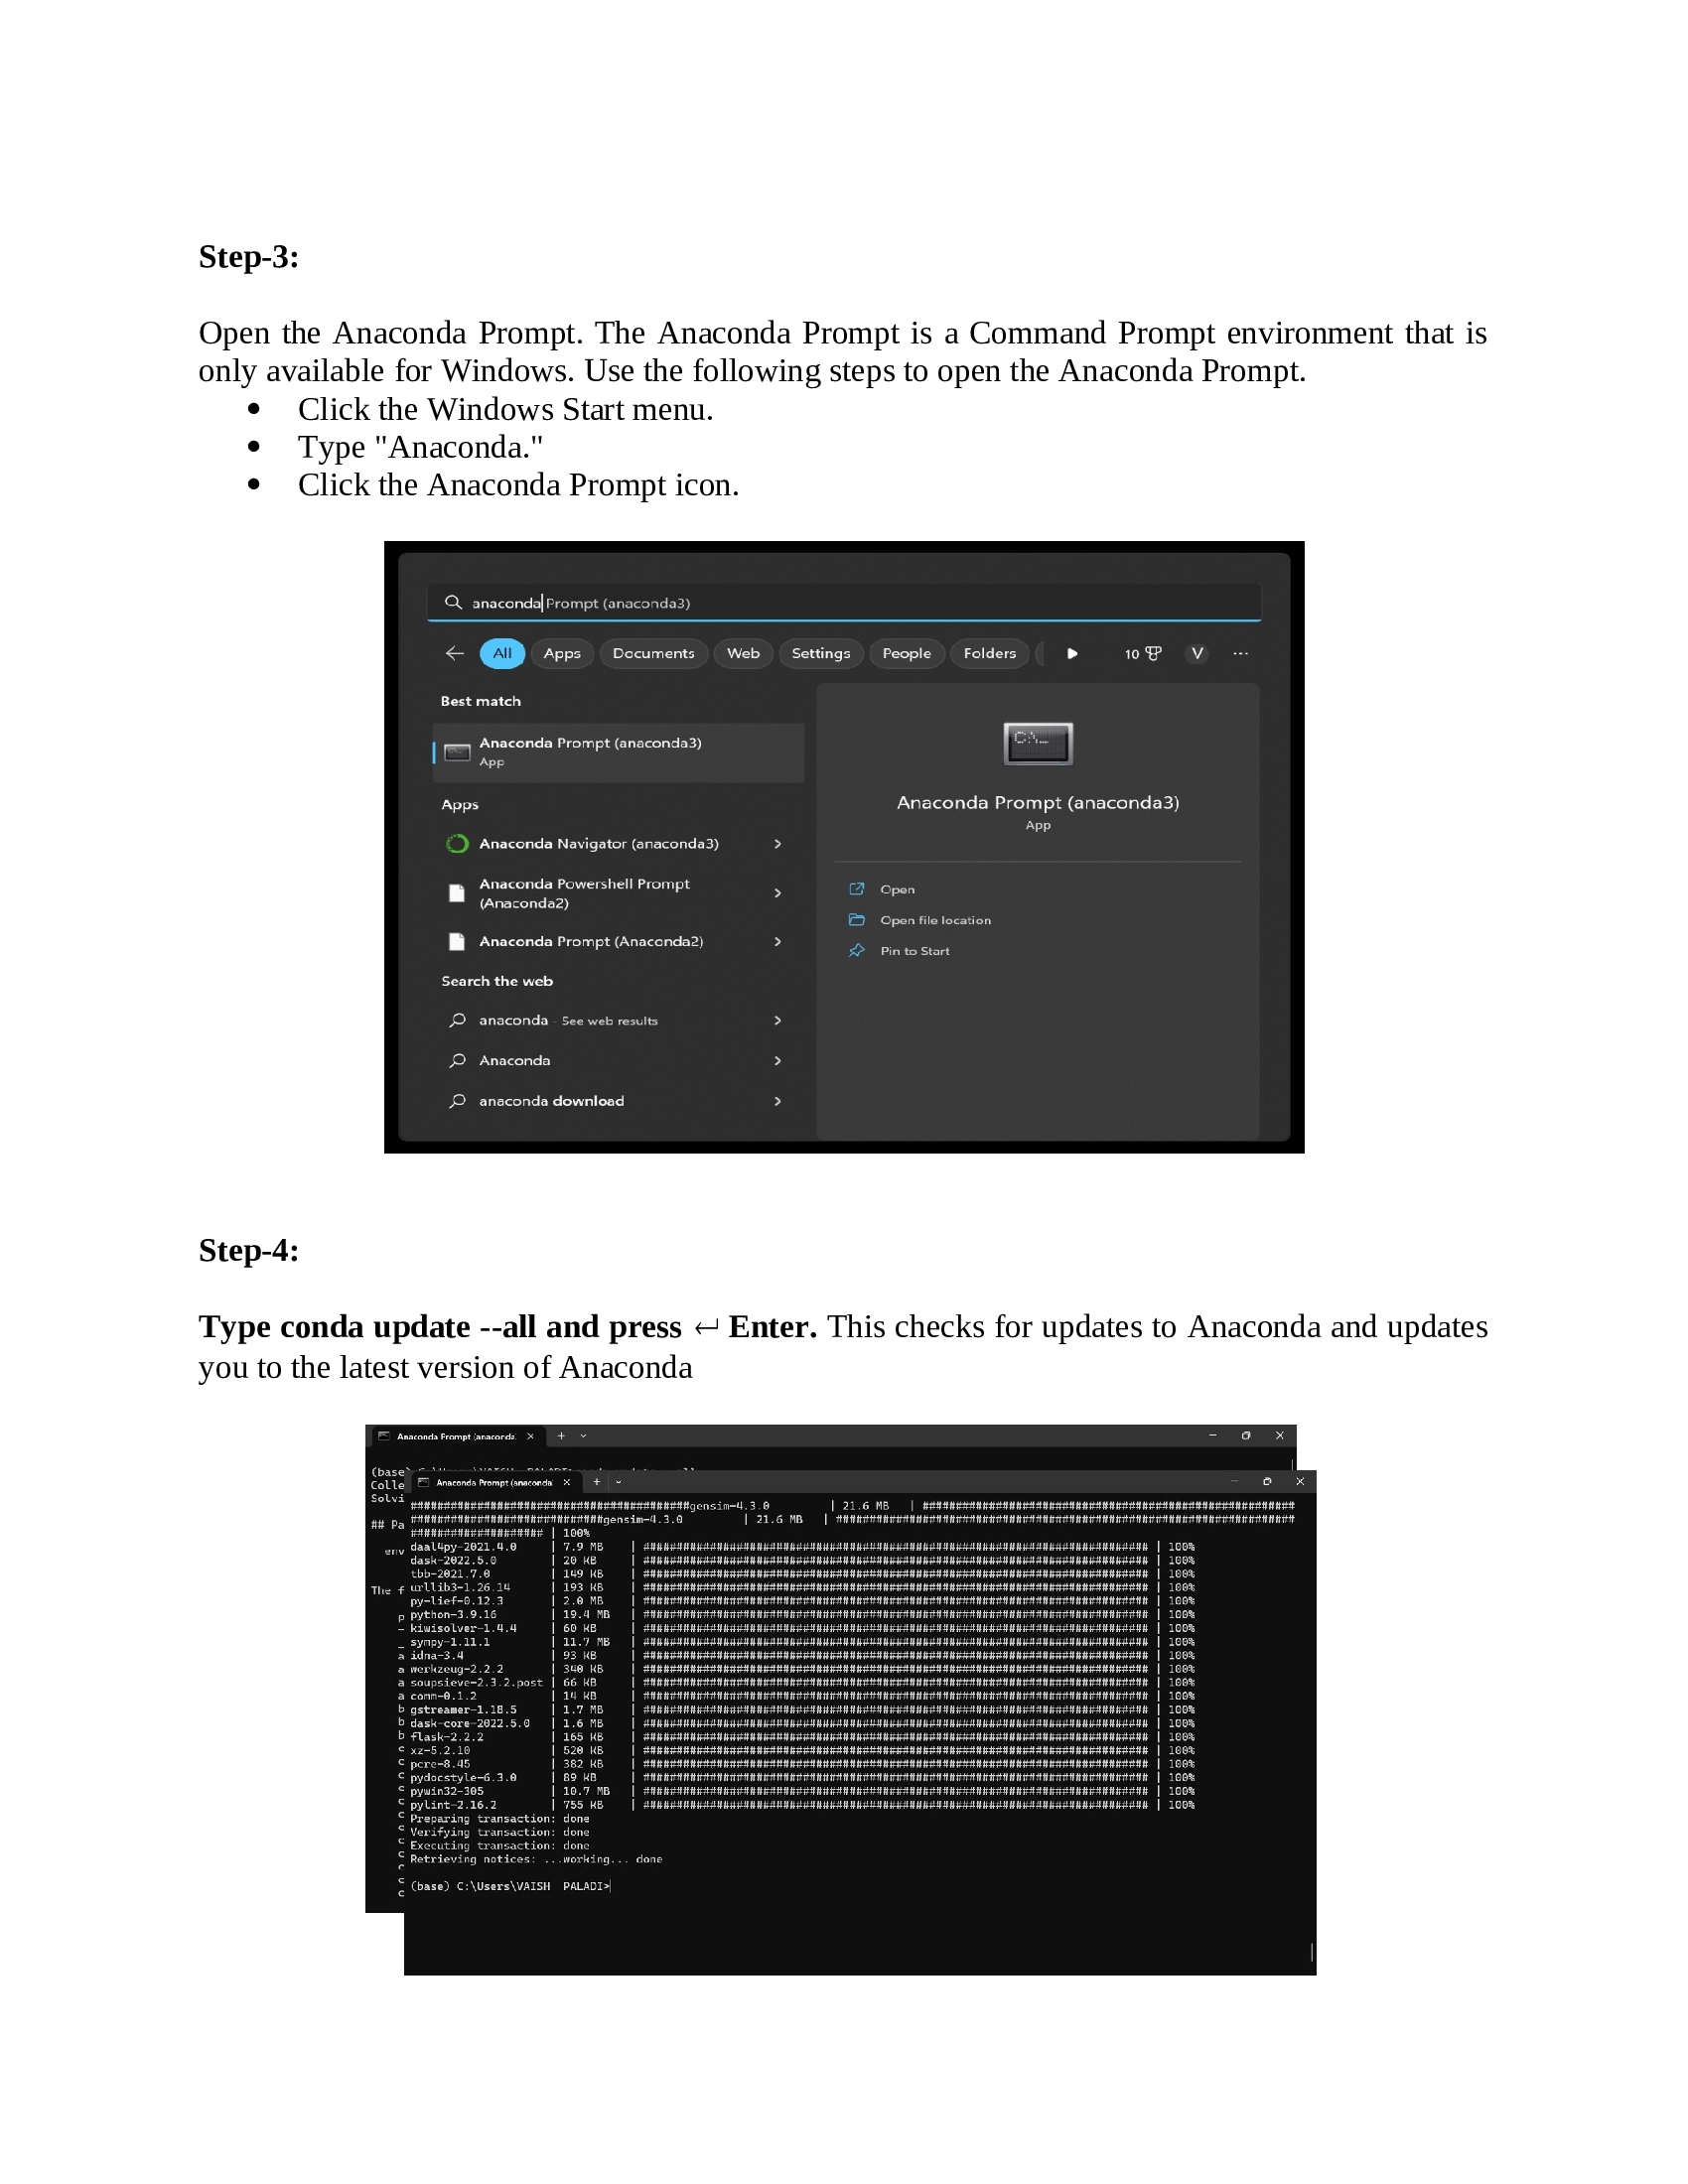 Step-3:
Open the Anaconda Prompt. The Anaconda Prompt is a Command Prompt environment that is
only available for Windows. Use the following steps to open the Anaconda Prompt.
• Click the Windows Start menu.
• Type "Anaconda."
• Click the Anaconda Prompt icon.
anaconda Prompt (anaconda3)
All Apps Documents Web Settings People Folders 10 V ...
Best match
Anaconda Prompt (anaconda3)
App
Apps
Anaconda Navigator (anaconda3)
Anaconda Powershell Prompt
(Anaconda2)
Anaconda Prompt (Anaconda2)
Search the web
anaconda - See web results
Anaconda
anaconda download
Anaconda Prompt (anaconda3)
App
Open
Open file location
Pin to Start
Step-4:
Type conda update --all and press ↵ Enter. This checks for updates to Anaconda and updates
you to the latest version of Anaconda
Anaconda Prompt (anaconda
(base)
Colle
Solvi
## Pa
env
The f
Anaconda Prompt (anaconda
gensim-4.3.0 | 21.6 MB |
gensim-4.3.0 | 21.6 MB |
| 100%
daal4py-2021.4.0 | 7.9 MB | | 100%
dask-2022.5.0 | 20 KB | | 100%
tbb-2021.7.0 | 149 KB | | 100%
urllib3-1.26.14 | 193 KB | | 100%
py-lief-0.12.3 | 2.0 MB | | 100%
python-3.9.16 | 19.4 MB | | 100%
kiwisolver-1.4.4 | 60 KB | | 100%
sympy-1.11.1 | 11.7 MB | | 100%
idna-3.4 | 93 KB | | 100%
werkzeug-2.2.2 | 340 KB | | 100%
soupsieve-2.3.2.post | 66 KB | | 100%
comm-0.1.2 | 14 KB | | 100%
gstreamer-1.18.5 | 1.7 MB | | 100%
dask-core-2022.5.0 | 1.6 MB | | 100%
flask-2.2.2 | 165 KB | | 100%
xz-5.2.10 | 520 KB | | 100%
pcre-8.45 | 382 KB | | 100%
pydocstyle-6.3.0 | 89 KB | | 100%
pywin32-305 | 10.7 MB | | 100%
pylint-2.16.2 | 755 KB | | 100%
Preparing transaction: done
Verifying transaction: done
Executing transaction: done
Retrieving notices: ...working... done
(base) C:\Users\VAISH PALADI>